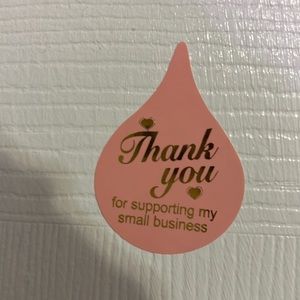 Thank
you
for supporting my
small business